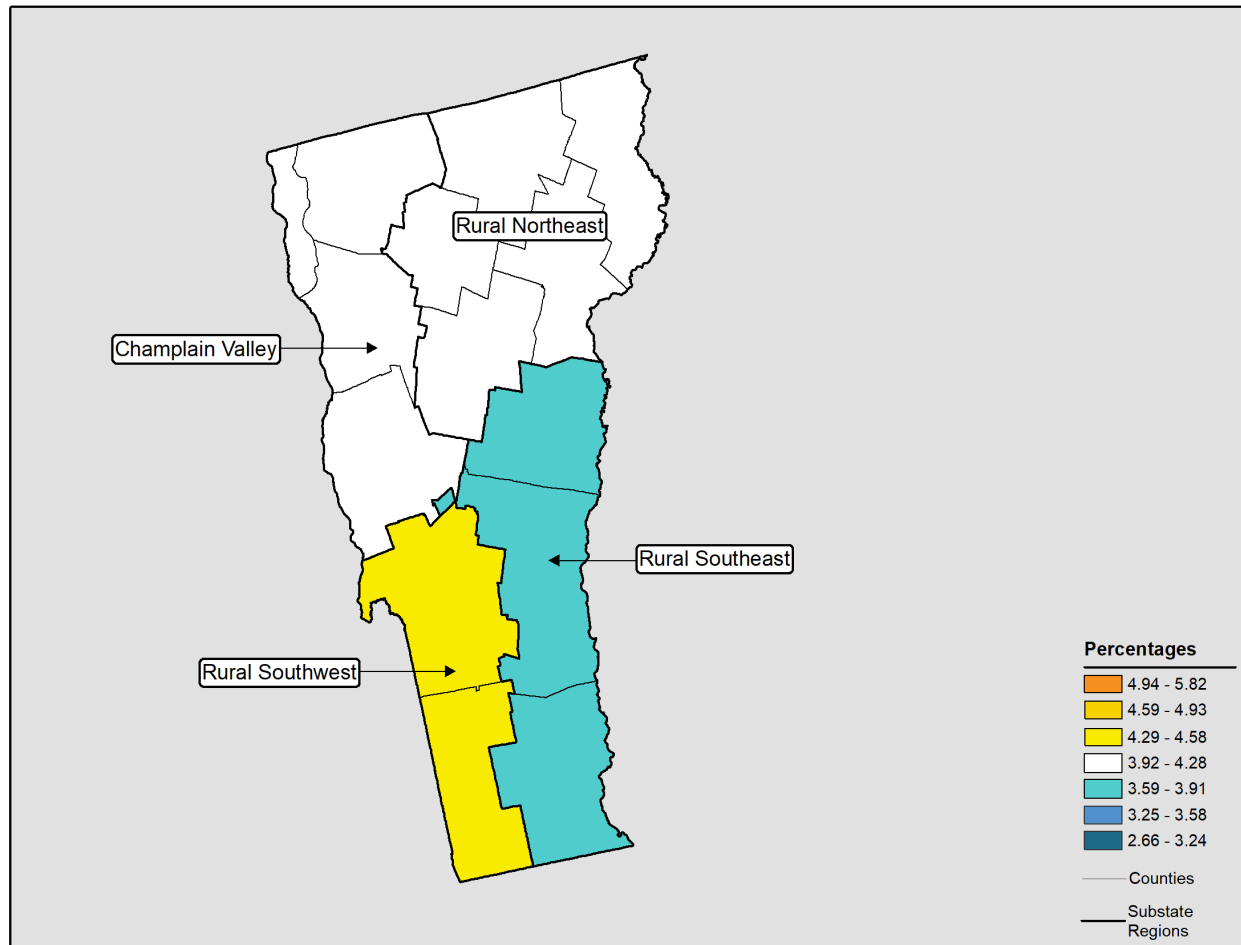 Rural Northeast
Champlain Valley
Rural Southeast
Rural Southwest
Percentages
4.94 - 5.82
4.59 - 4.93
4.29 - 4.58
3.92 - 4.28
3.59 - 3.91
3.25 - 3.58
2.66 - 3.24
Counties
Substate
Regions